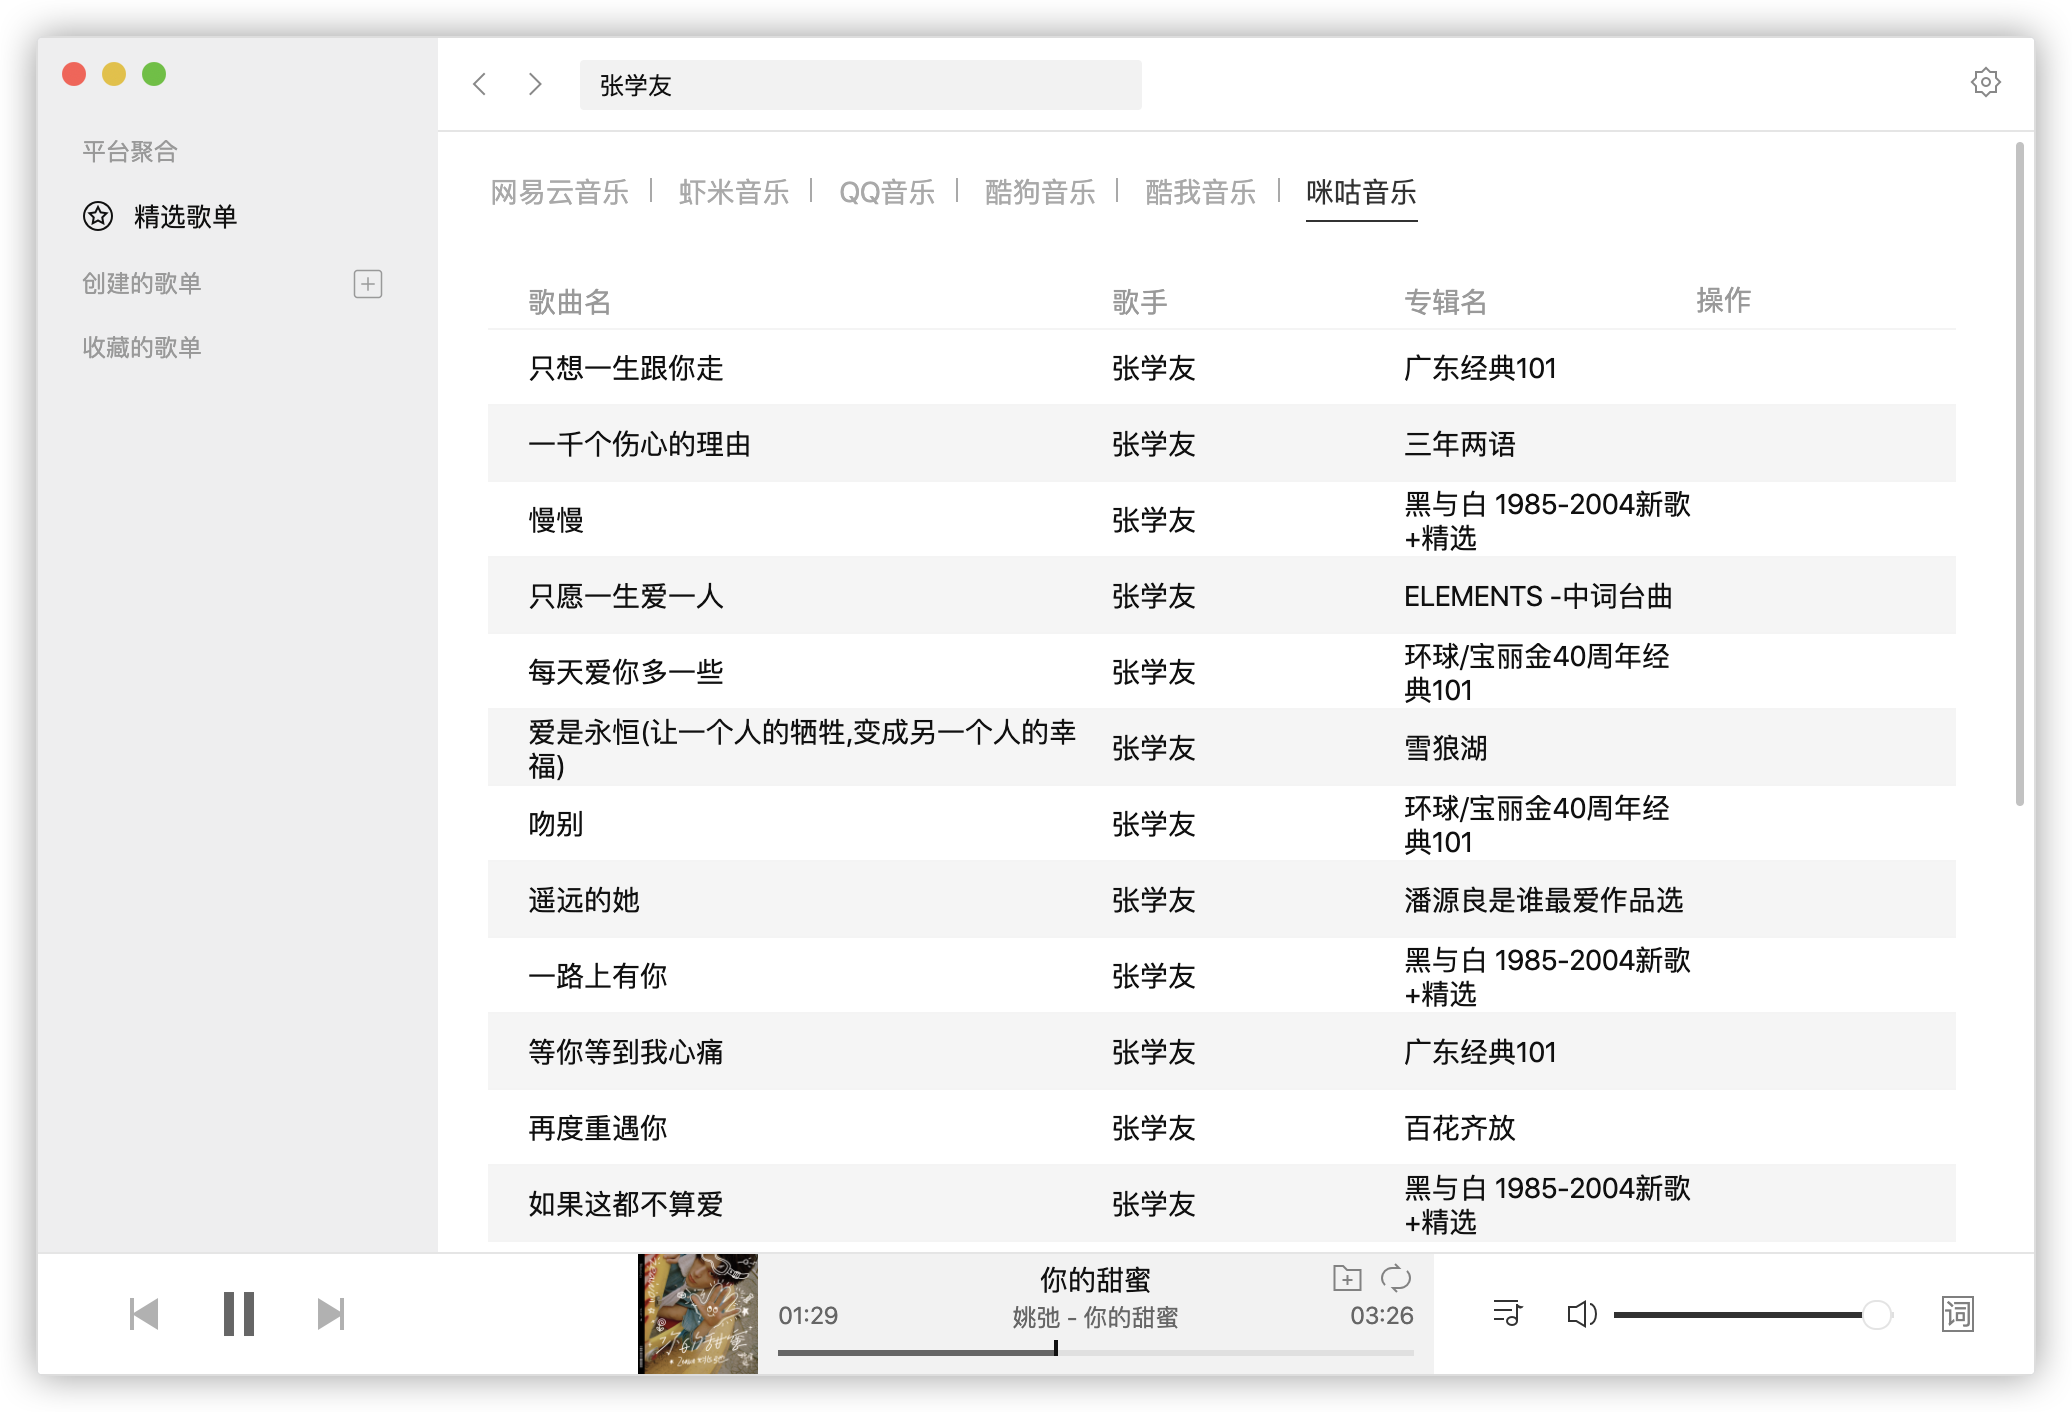 张学友
平台聚合
精选歌单
创建的歌单
收藏的歌单
网易云音乐 | 虾米音乐 | QQ音乐 | 酷狗音乐 | 酷我音乐 | 咪咕音乐
歌曲名 歌手 专辑名 操作
只想一生跟你走 张学友 广东经典101
一千个伤心的理由 张学友 三年两语
慢慢 张学友 黑与白 1985-2004新歌
+精选
只愿一生爱一人 张学友 ELEMENTS -中词台曲
每天爱你多一些 张学友 环球/宝丽金40周年经
典101
爱是永恒(让一个人的牺牲,变成另一个人的幸
福) 张学友 雪狼湖
吻别 张学友 环球/宝丽金40周年经
典101
遥远的她 张学友 潘源良是谁最爱作品选
一路上有你 张学友 黑与白 1985-2004新歌
+精选
等你等到我心痛 张学友 广东经典101
再度重遇你 张学友 百花齐放
如果这都不算爱 张学友 黑与白 1985-2004新歌
+精选
你的甜蜜
01:29 姚弛 - 你的甜蜜 03:26
词
你的甜蜜